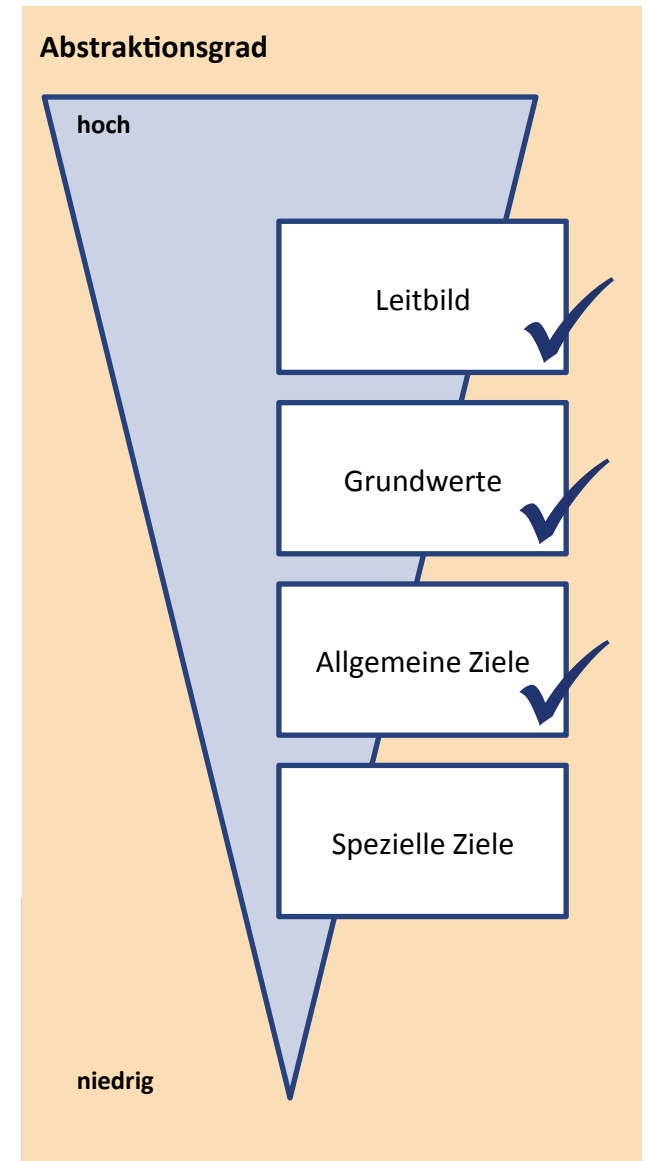 Abstraktionsgrad
hoch
Leitbild
Grundwerte
Allgemeine Ziele
Spezielle Ziele
niedrig